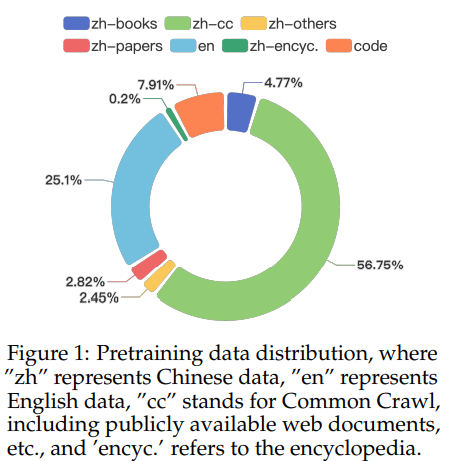 zh-books zh-cc zh-others
zh-papers en zh-encyc. code
7.91%
4.77%
0.2%
25.1%
56.75%
2.82%
2.45%
Figure 1: Pretraining data distribution, where
”zh” represents Chinese data, ”en” represents
English data, ”cc” stands for Common Crawl,
including publicly available web documents,
etc., and ’encyc.’ refers to the encyclopedia.